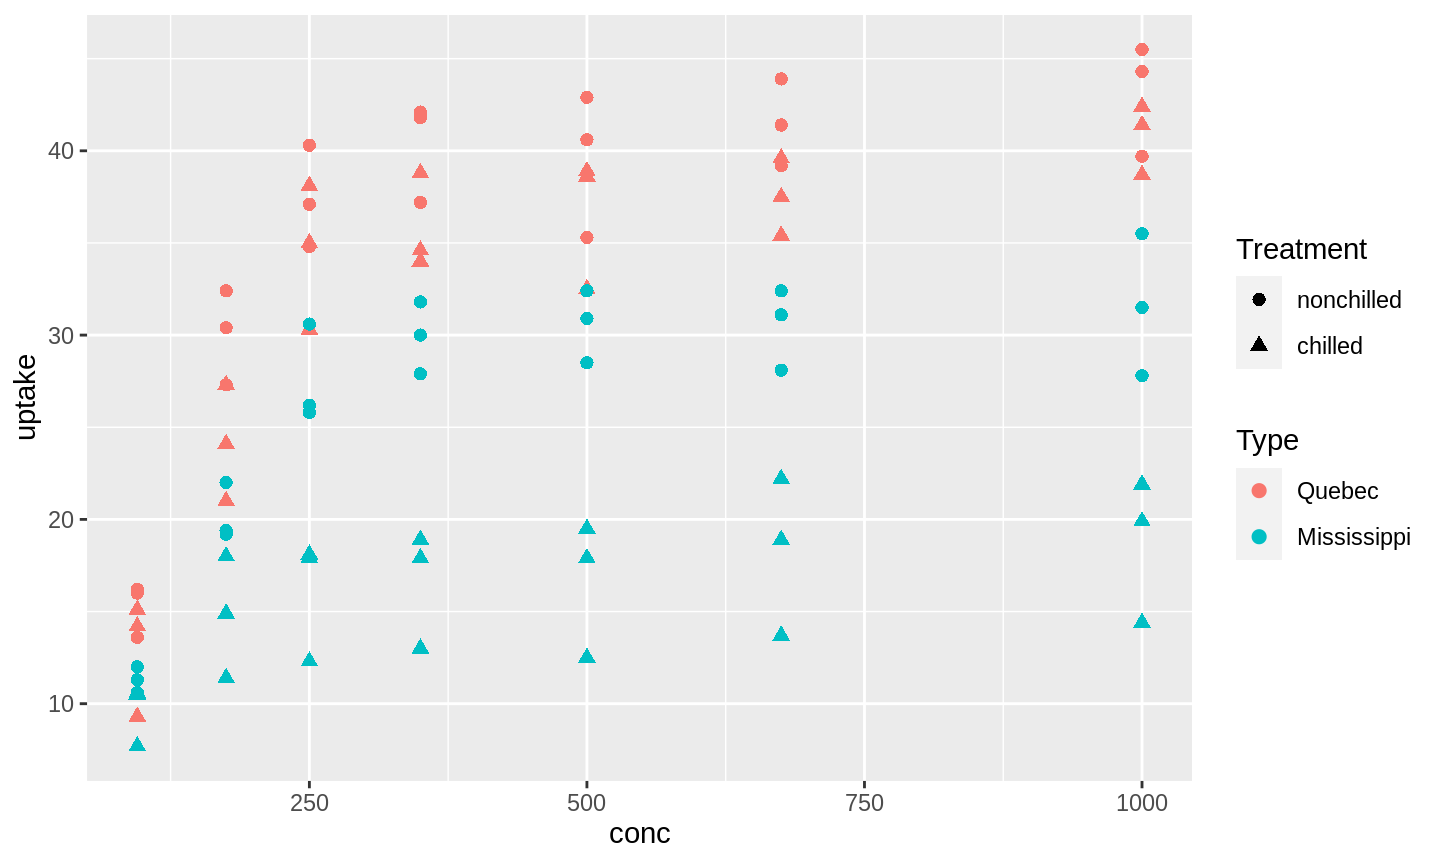 40
30
20
10
uptake
250 500 750 1000
conc
Treatment
nonchilled
chilled
Type
Quebec
Mississippi